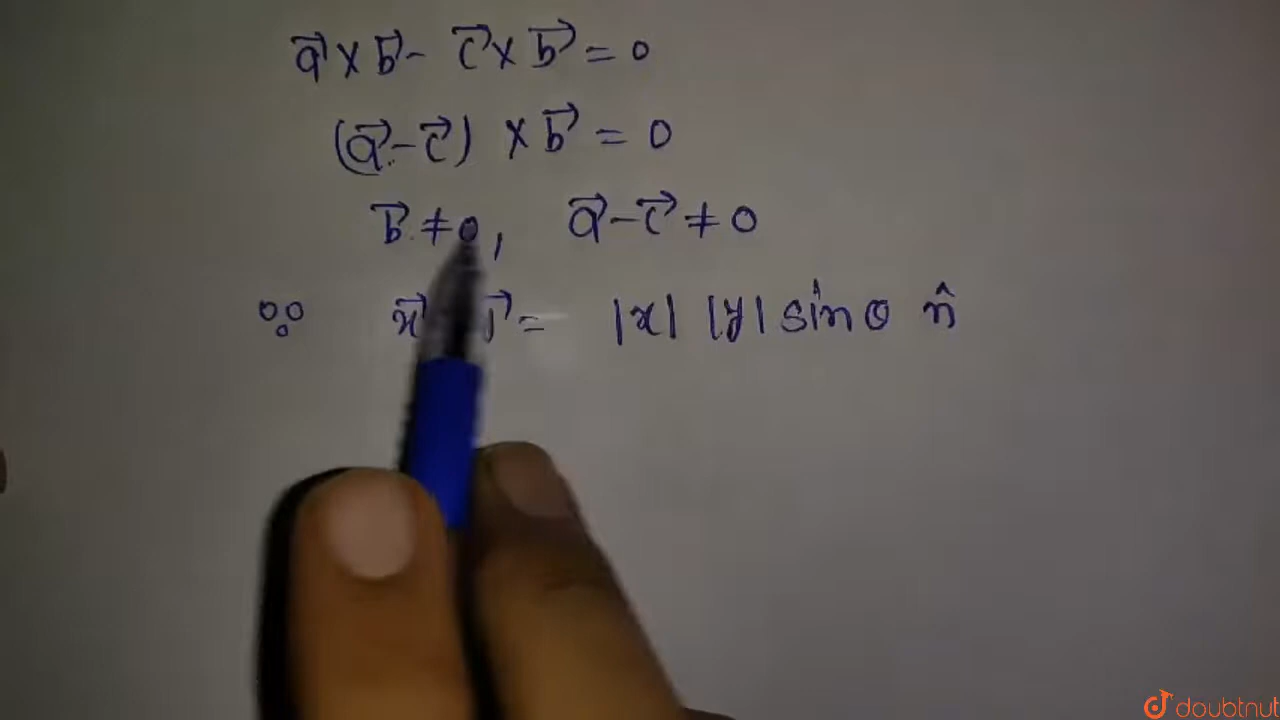 a⃗ × b⃗ - c⃗ × b⃗ = 0
(a⃗ - c⃗) × b⃗ = 0
b⃗ ≠ 0, a⃗ - c⃗ ≠ 0
∵ x⃗ = |x| |y| sin θ n̂
doubtnut